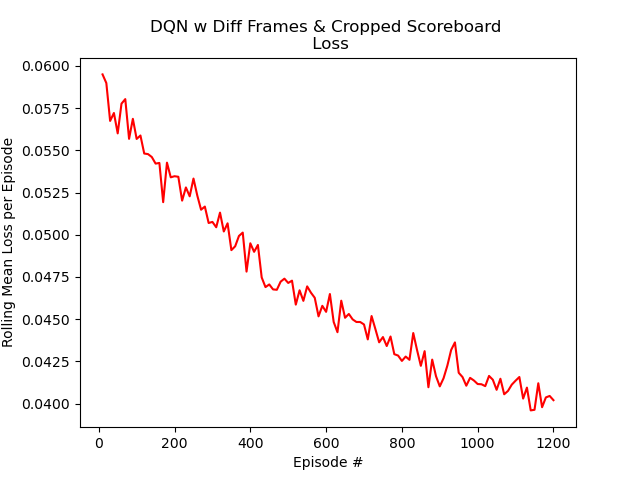 DQN w Diff Frames & Cropped Scoreboard
Loss
0.0600
0.0575
0.0550
0.0525
0.0500
0.0475
0.0450
0.0425
0.0400
Rolling Mean Loss per Episode
0 200 400 600 800 1000 1200
Episode #